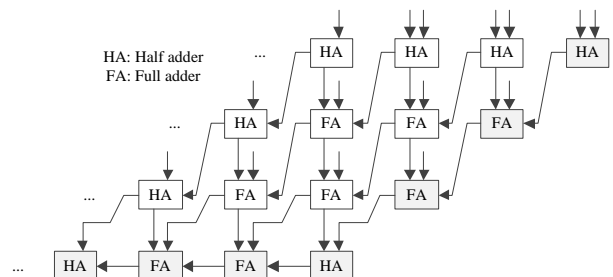 ... HA HA HA HA
HA: Half adder
FA: Full adder
... HA FA FA FA
... HA FA FA FA
... HA FA FA HA